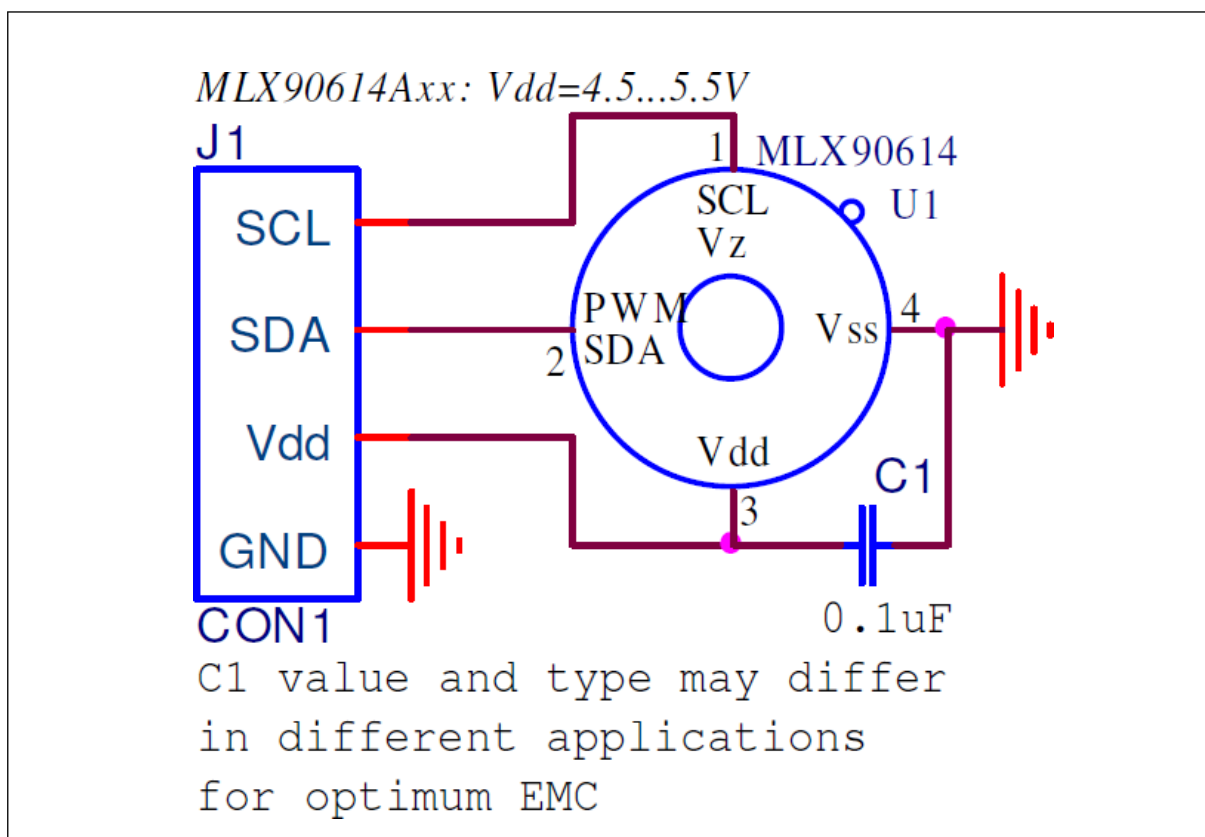 MLX90614Axx: Vdd=4.5...5.5V
J1
SCL
SDA
Vdd
GND
CON1
1
MLX90614
U1
SCL
Vz
PWM
SDA
2
Vss
4
Vdd
3
C1
0.1uF
C1 value and type may differ
in different applications
for optimum EMC